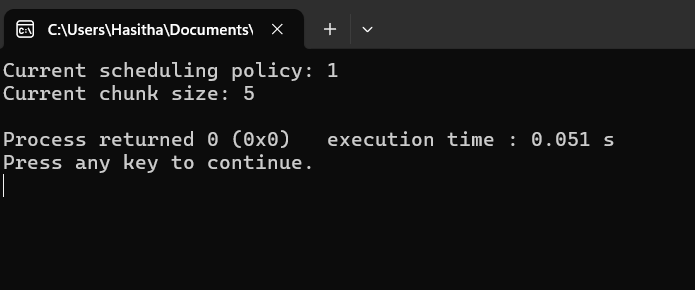 C:\Users\Hasitha\Documents\
Current scheduling policy: 1
Current chunk size: 5
Process returned 0 (0x0)   execution time : 0.051 s
Press any key to continue.